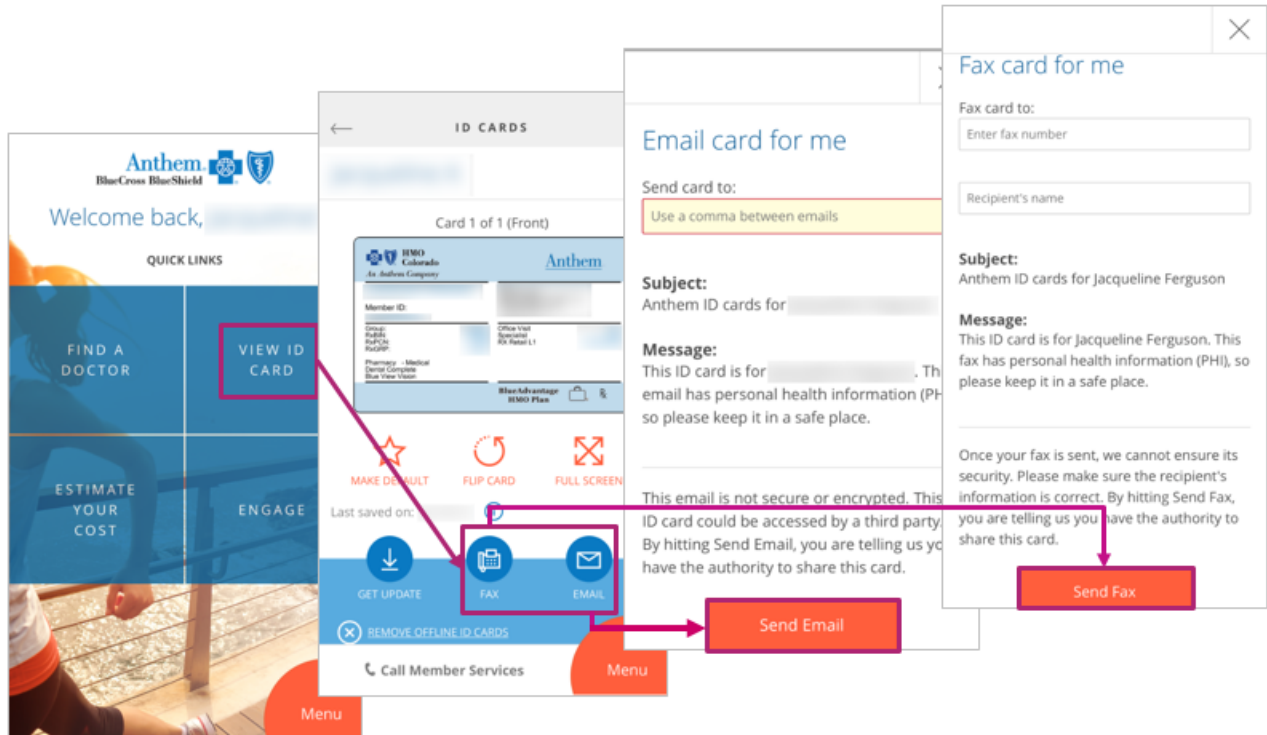 Anthem
BlueCross BlueShield
Welcome back,
QUICK LINKS
FIND A
DOCTOR
VIEW ID
CARD
ESTIMATE
YOUR
COST
ENGAGE
Menu
ID CARDS
Card 1 of 1 (Front)
HMO
Colorado
An Anthem Company
Anthem
Member ID:
Group:
RxBIN:
RxPCN:
RxGRP:
Office Visit
Specialist
RX Retail L1
Pharmacy - Medical
Dental Complete
Blue View Vision
BlueAdvantage
HMO Plan
MAKE DEFAULT
FLIP CARD
FULL SCREEN
Last saved on:
GET UPDATE
FAX
EMAIL
REMOVE OFFLINE ID CARDS
Call Member Services
Menu
Email card for me
Send card to:
Use a comma between emails
Subject:
Anthem ID cards for
Message:
This ID card is for . Th
email has personal health information (PH
so please keep it in a safe place.
This email is not secure or encrypted. This
ID card could be accessed by a third party.
By hitting Send Email, you are telling us yo
have the authority to share this card.
Send Email
Fax card for me
Fax card to:
Enter fax number
Recipient's name
Subject:
Anthem ID cards for Jacqueline Ferguson
Message:
This ID card is for Jacqueline Ferguson. This
fax has personal health information (PHI), so
please keep it in a safe place.
Once your fax is sent, we cannot ensure its
security. Please make sure the recipient's
information is correct. By hitting Send Fax,
you are telling us you have the authority to
share this card.
Send Fax